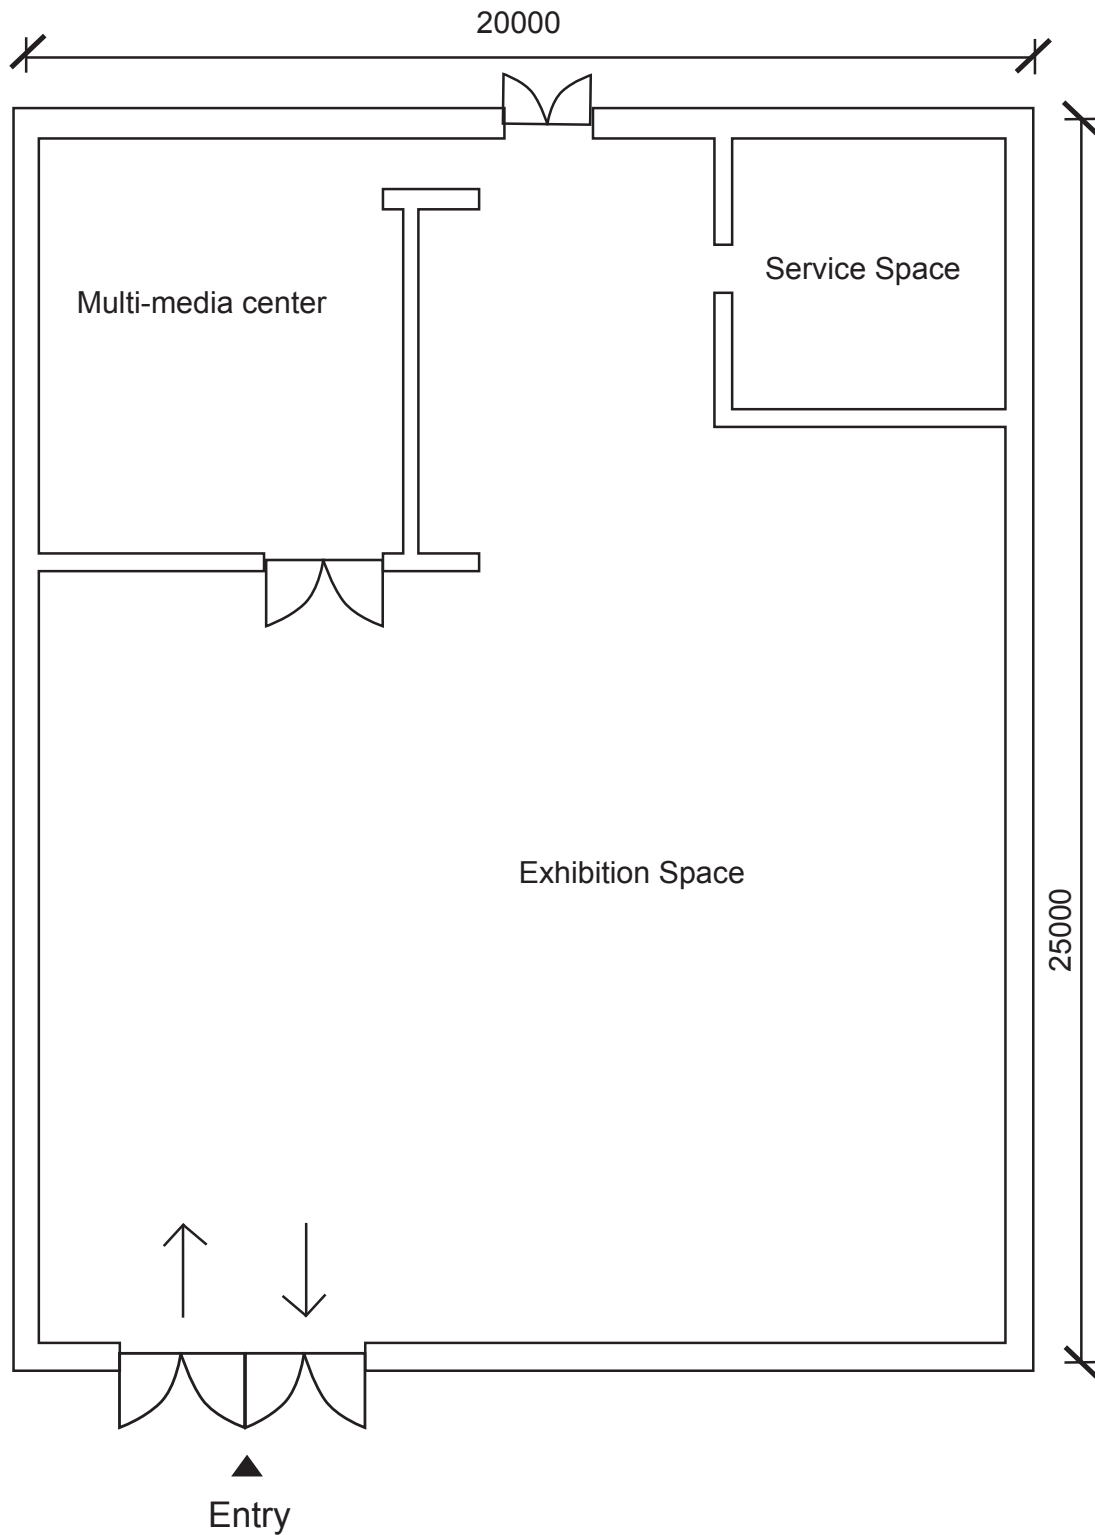 20000
Service Space
Multi-media center
Exhibition Space
25000
Entry